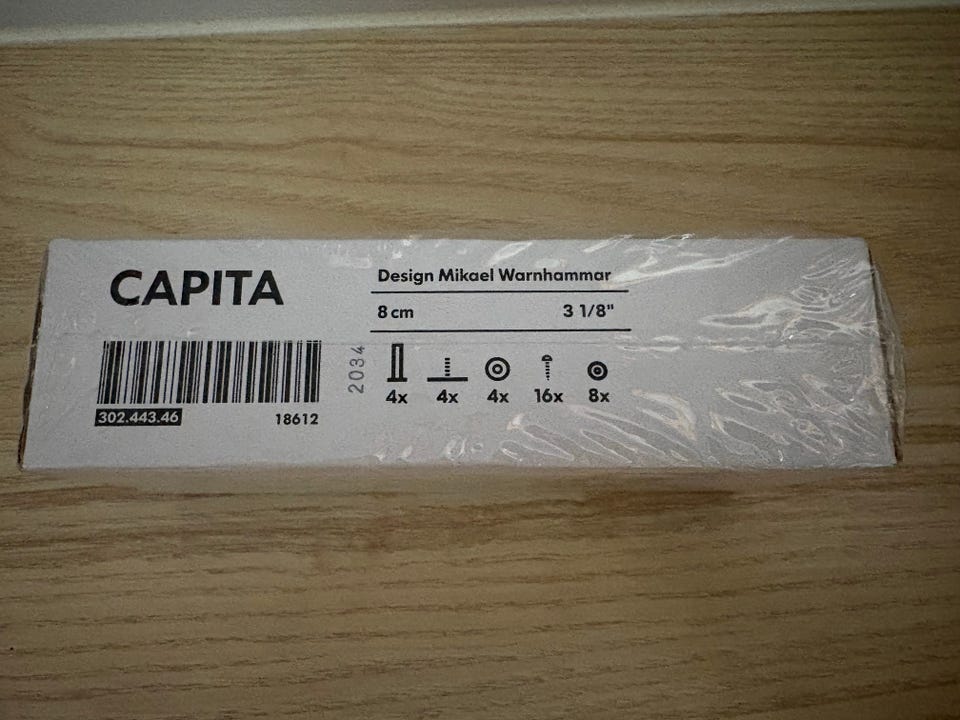 CAPITA
Design Mikael Warnhammar
8 cm
3 1/8"
2034
4x 4x 4x 16x 8x
302.443.46
18612